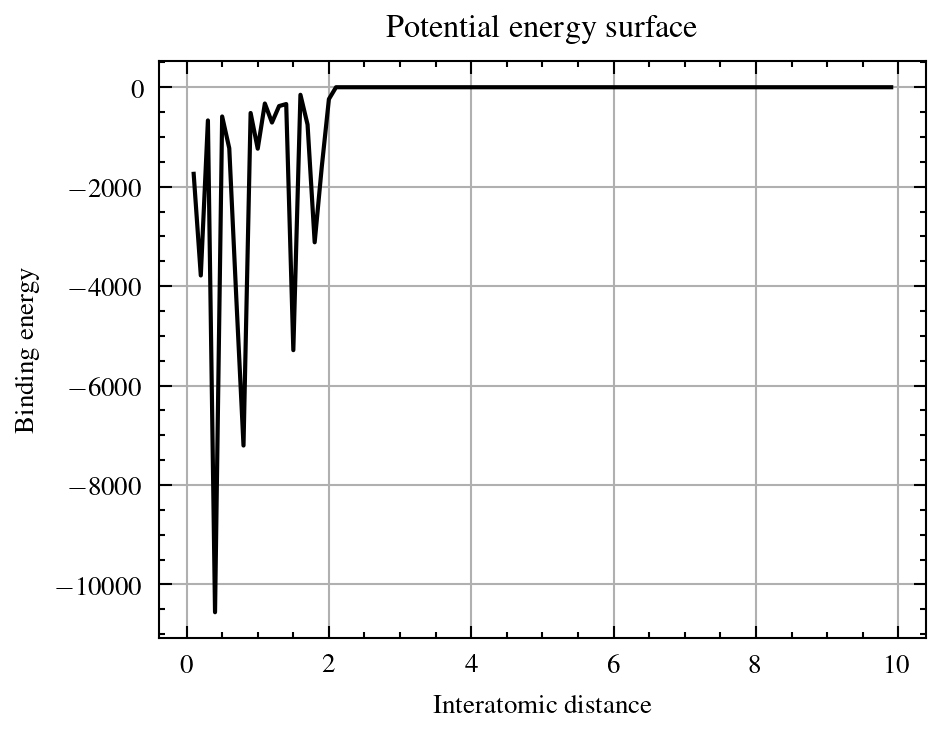 Potential energy surface
Binding energy
0
−2000
−4000
−6000
−8000
−10000
0 2 4 6 8 10
Interatomic distance